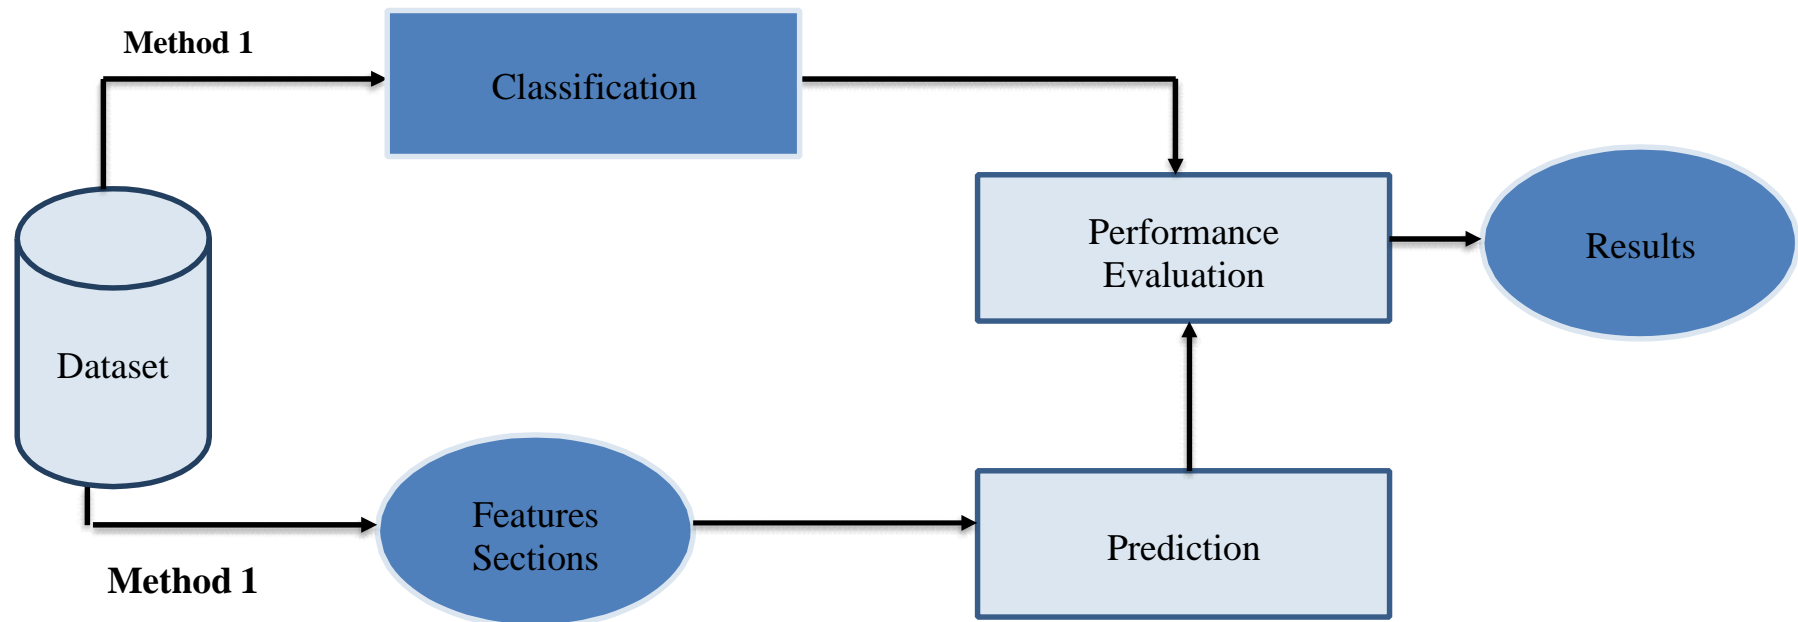 Method 1
Classification
Performance
Evaluation
Results
Dataset
Features
Sections
Prediction
Method 1